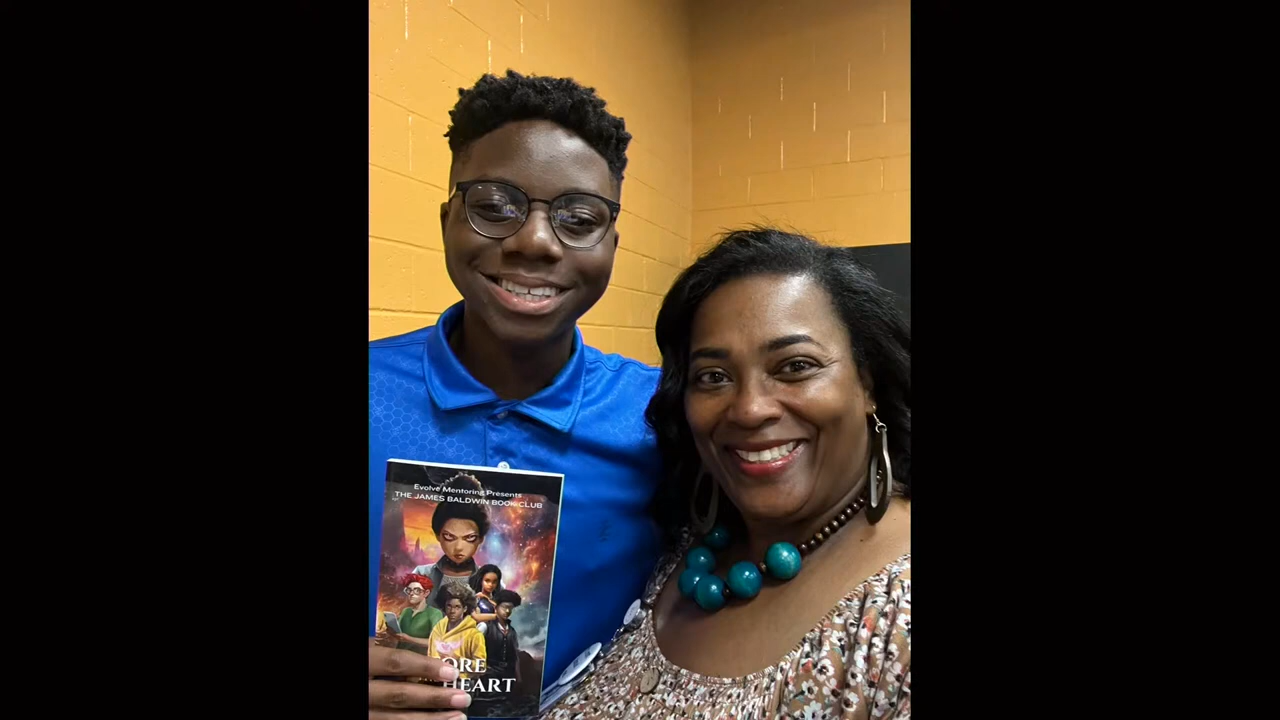 Evolve Mentoring Presents
THE JAMES BALDWIN BOOK CLUB
ORE
HEART